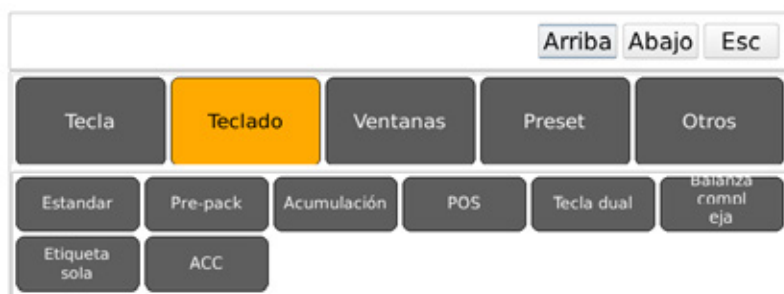 Arriba Abajo Esc
Tecla Teclado Ventanas Preset Otros
Estandar Pre-pack Acumulación POS Tecla dual Balanza
compl
eja
Etiqueta
sola
ACC